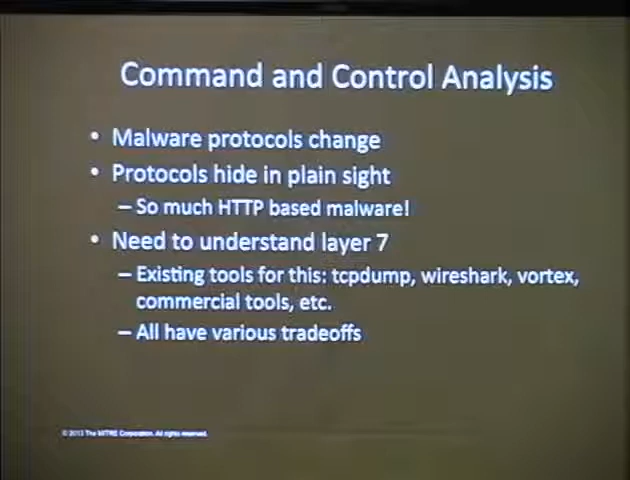 Command and Control Analysis
• Malware protocols change
• Protocols hide in plain sight
– So much HTTP based malware!
• Need to understand layer 7
– Existing tools for this: tcpdump, wireshark, vortex,
commercial tools, etc.
– All have various tradeoffs
© 2013 The MITRE Corporation. All rights reserved.